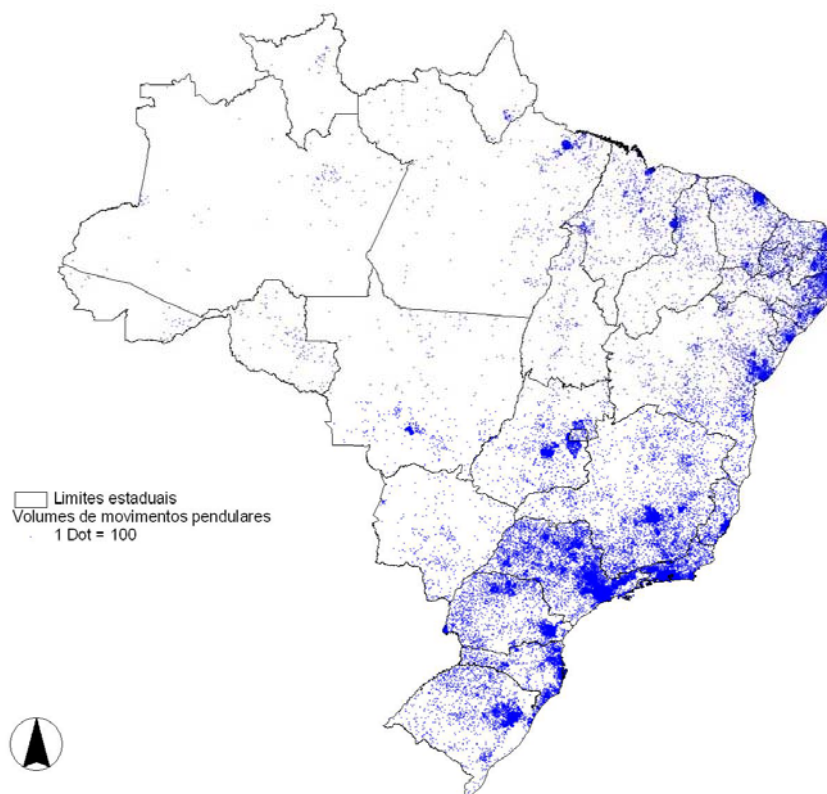 Limites estaduais
Volumes de movimentos pendulares
1 Dot = 100